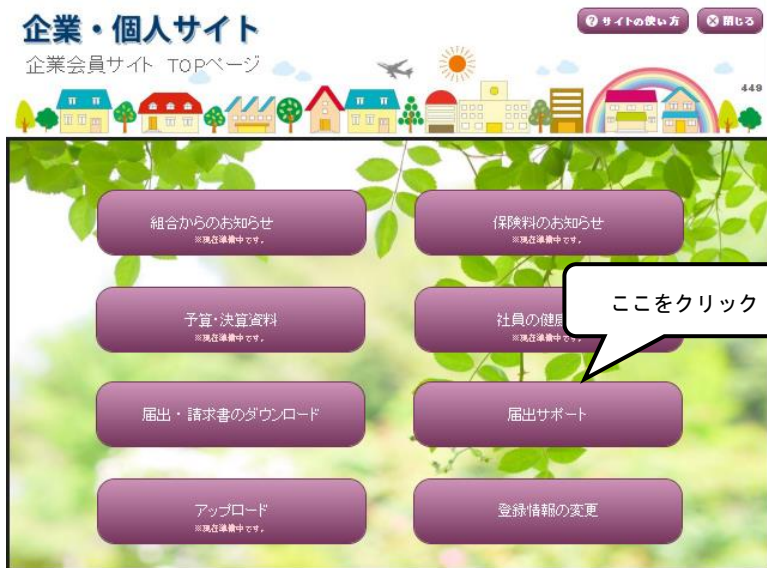 企業・個人サイト
サイトの使い方
閉じる
企業会員サイト TOPページ
449
組合からのお知らせ
※現在準備中です。
保険料のお知らせ
※現在準備中です。
予算・決算資料
※現在準備中です。
社員の健康
※現在準備中です。
ここをクリック
届出・請求書のダウンロード
届出サポート
アップロード
※現在準備中です。
登録情報の変更